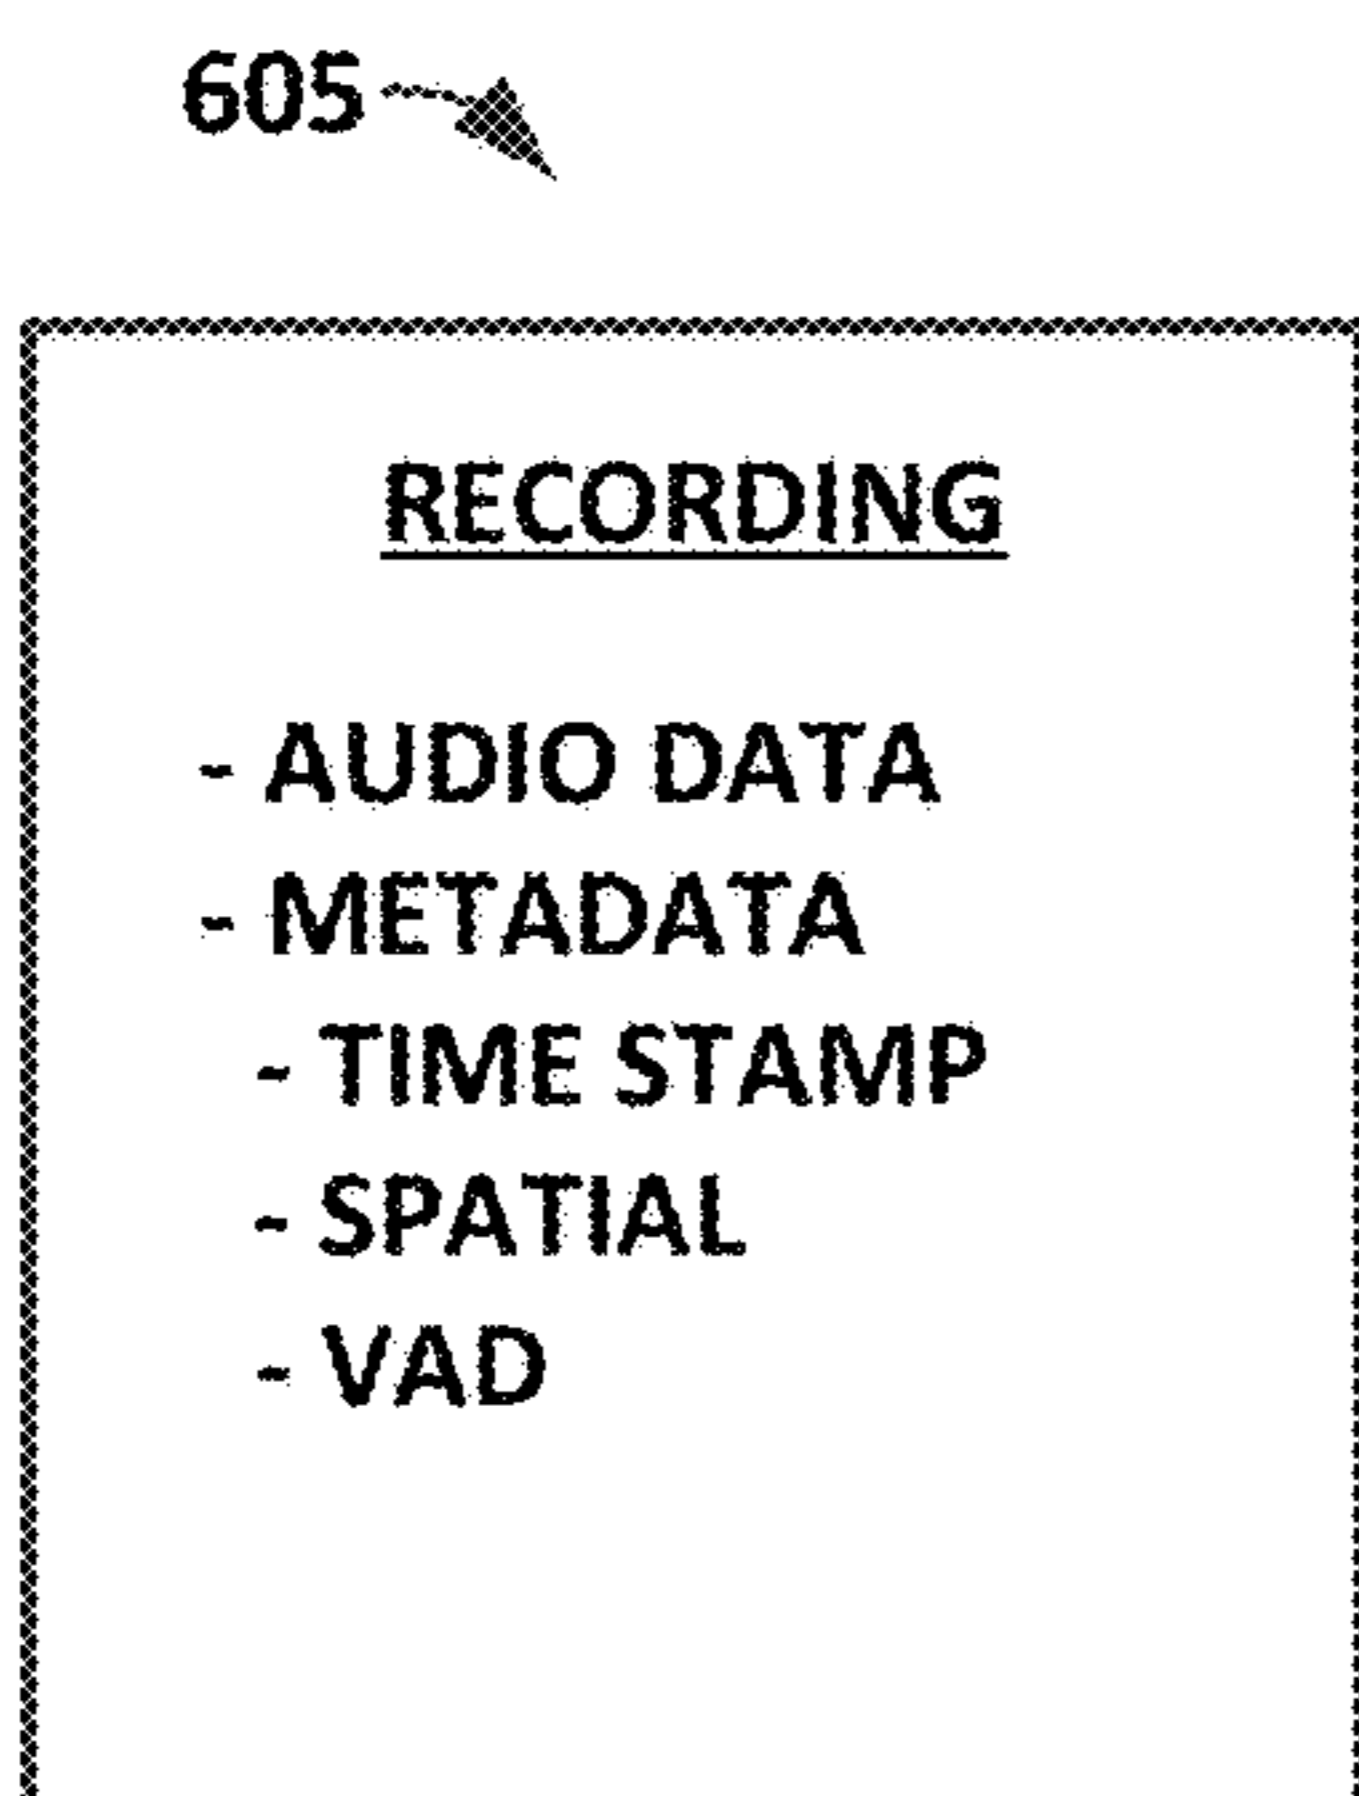 605
RECORDING
- AUDIO DATA
- METADATA
- TIME STAMP
- SPATIAL
- VAD